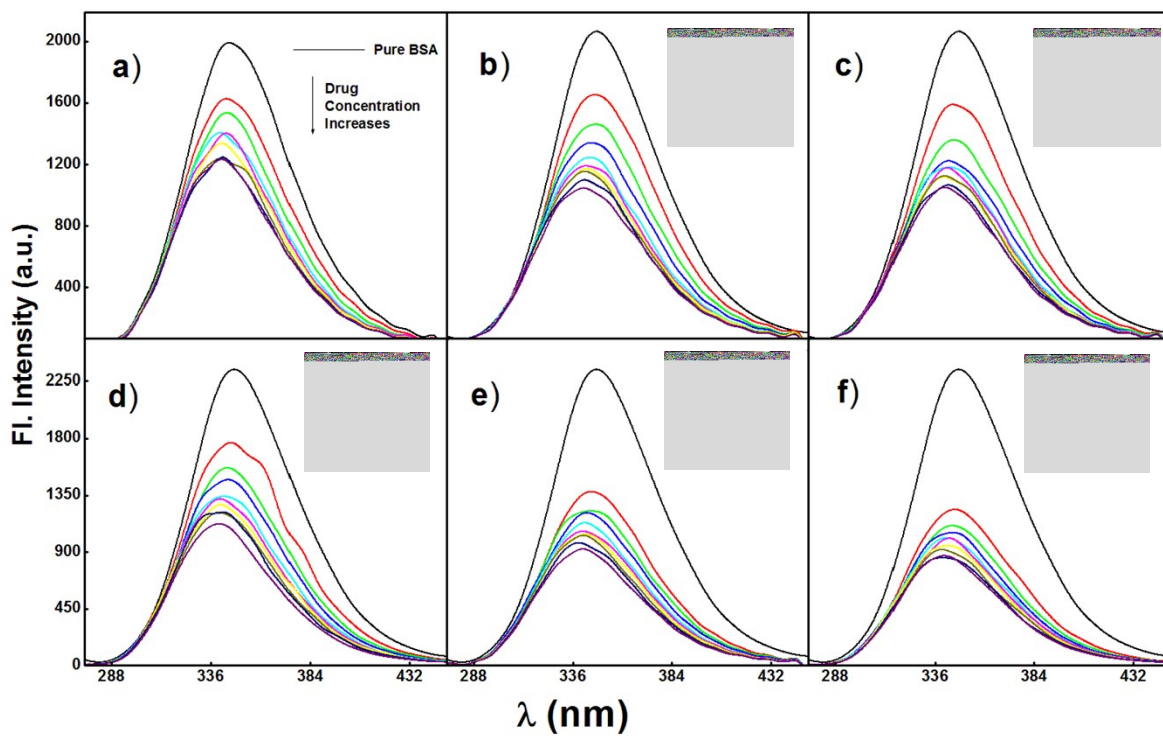 a)
Pure BSA
Drug
Concentration
Increases
b)
c)
2000
1600
1200
800
400
d)
e)
f)
2250
1800
1350
900
450
0
Fl. Intensity (a.u.)
288 336 384 432 288 336 384 432 288 336 384 432
λ (nm)